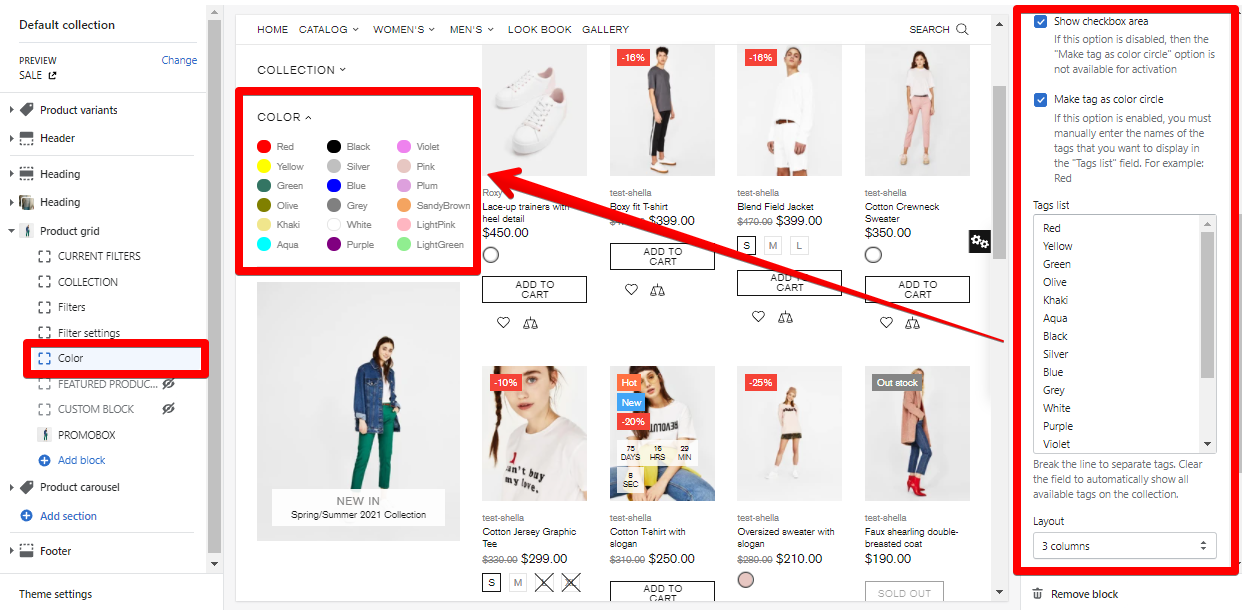 Default collection
PREVIEW
Change
SALE
Product variants
Header
Heading
Heading
Product grid
CURRENT FILTERS
COLLECTION
Filters
Filter settings
Color
FEATURED PRODUC...
CUSTOM BLOCK
PROMOBOX
Add block
Product carousel
Add section
Footer
Theme settings
HOME CATALOG WOMEN'S MEN'S LOOK BOOK GALLERY SEARCH
COLLECTION
COLOR
Red Black Violet
Yellow Silver Pink
Green Blue Plum
Olive Grey SandyBrown
Khaki White LightPink
Aqua Purple LightGreen
NEW IN
Spring/Summer 2021 Collection
Roxy
Lace-up trainers with
heel detail
$450.00
ADD TO
CART
-16%
test-shella
Roxy fit T-shirt
$399.00
ADD TO
CART
-16%
test-shella
Blend Field Jacket
$470.00 $399.00
S M L
ADD TO
CART
test-shella
Cotton Crewneck
Sweater
$350.00
ADD TO
CART
-10%
I can't buy
my love.
test-shella
Cotton Jersey Graphic
Tee
$330.00 $299.00
S M L XL
Hot
New
-20%
75 16 29
DAYS HRS MIN
8
SEC
test-shella
Cotton T-shirt with
slogan
$310.00 $250.00
ADD TO
CART
-25%
test-shella
Oversized sweater with
slogan
$280.00 $210.00
Out stock
test-shella
Faux shearling double-
breasted coat
$190.00
SOLD OUT
Show checkbox area
If this option is disabled, then the
"Make tag as color circle" option is
not available for activation
Make tag as color circle
If this option is enabled, you must
manually enter the names of the
tags that you want to display in
the "Tags list" field. For example:
Red
Tags list
Red
Yellow
Green
Olive
Khaki
Aqua
Black
Silver
Blue
Grey
White
Purple
Violet
Break the line to separate tags. Clear
the field to automatically show all
available tags on the collection.
Layout
3 columns
Remove block